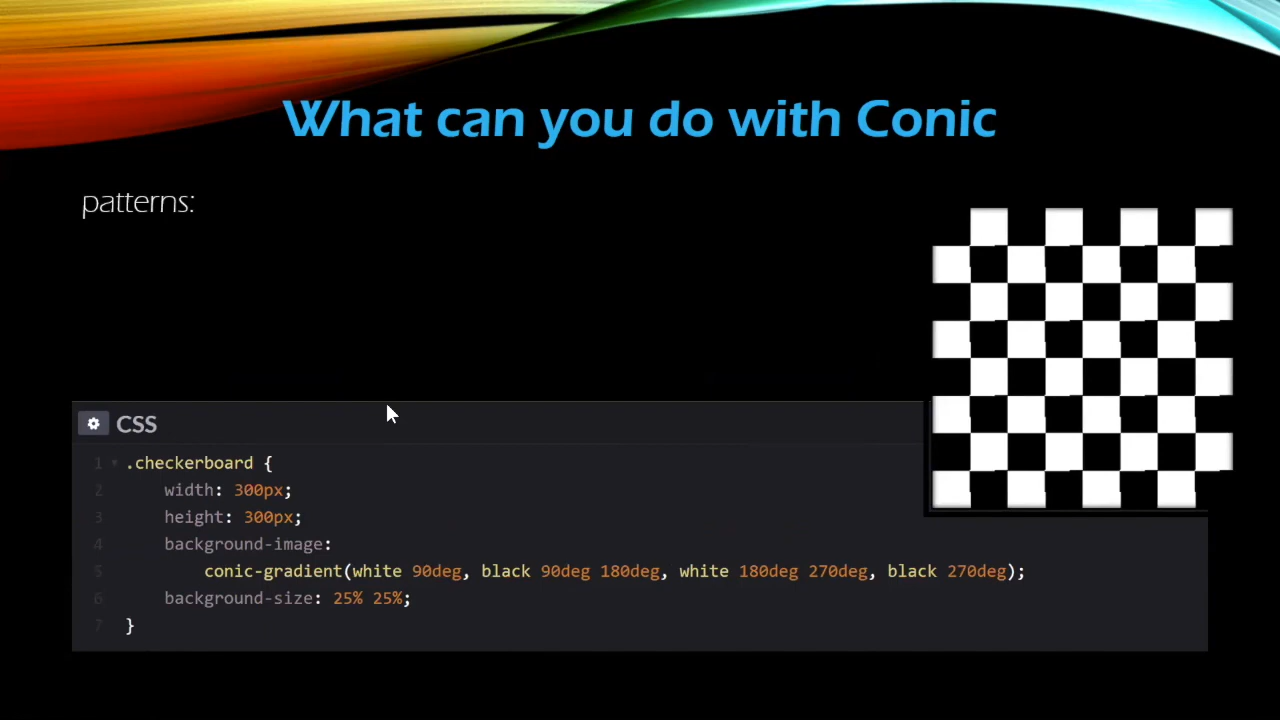 What can you do with Conic
patterns:
CSS
1 .checkerboard {
2 width: 300px;
3 height: 300px;
4 background-image:
5 conic-gradient(white 90deg, black 90deg 180deg, white 180deg 270deg, black 270deg);
6 background-size: 25% 25%;
7 }